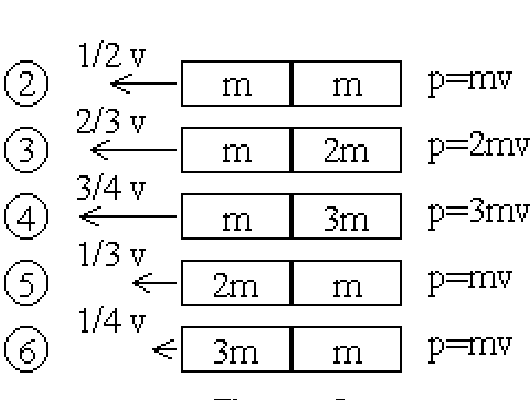 1/2 v
② m m p=mv
2/3 v
③ m 2m p=2mv
3/4 v
④ m 3m p=3mv
1/3 v
⑤ 2m m p=mv
1/4 v
⑥ 3m m p=mv